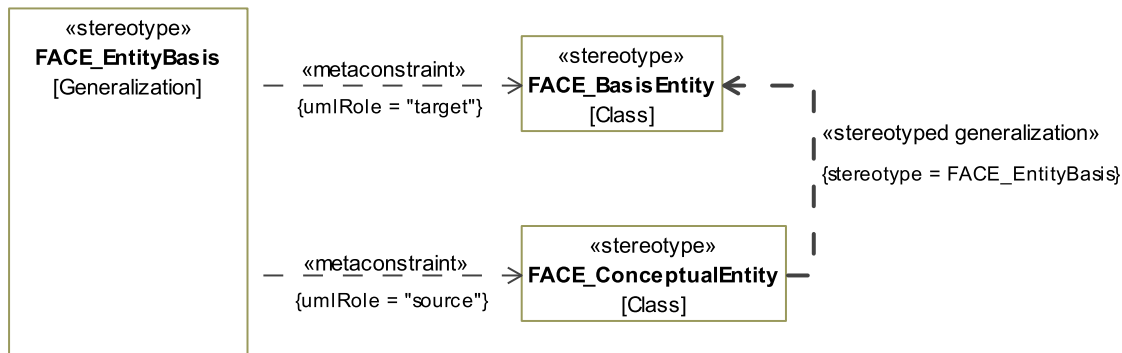 «stereotype»
FACE_EntityBasis
[Generalization]
«metaconstraint»
{umlRole = "target"}
«stereotype»
FACE_BasisEntity
[Class]
«stereotyped generalization»
{stereotype = FACE_EntityBasis}
«metaconstraint»
{umlRole = "source"}
«stereotype»
FACE_ConceptualEntity
[Class]